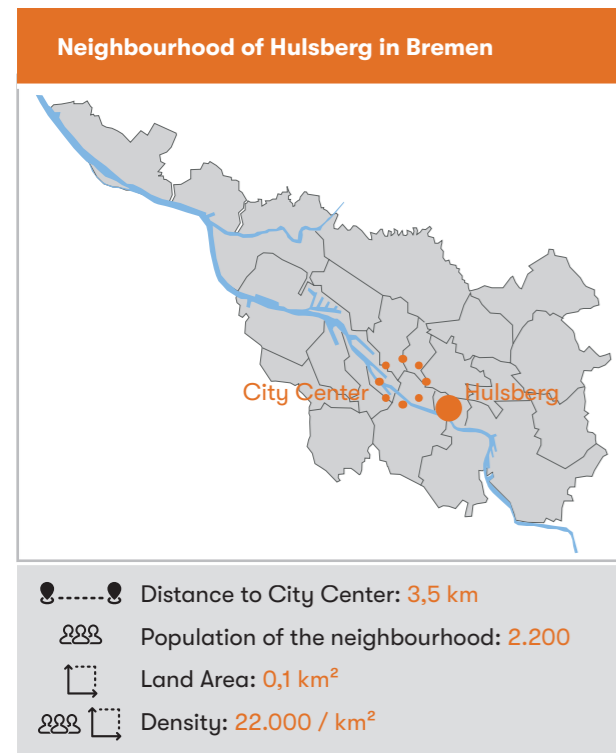 Neighbourhood of Hulsberg in Bremen
City Center
Hulsberg
Distance to City Center: 3,5 km
Population of the neighbourhood: 2.200
Land Area: 0,1 km²
Density: 22.000 / km²